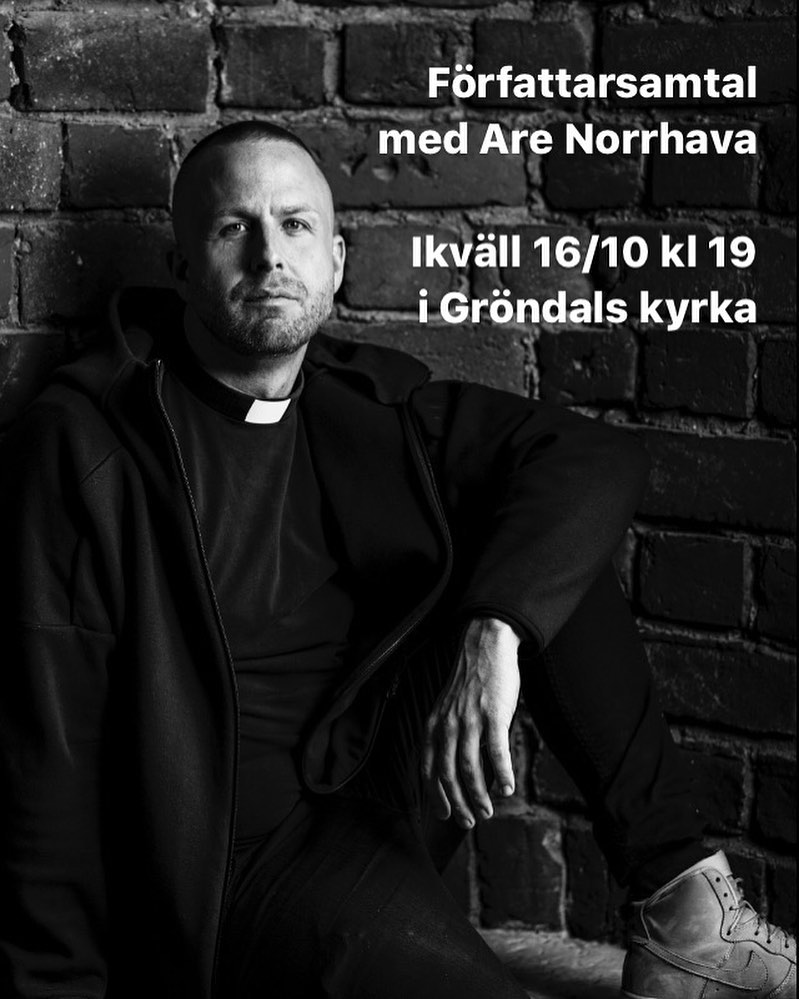 Författarsamtal
med Are Norrhava
Ikväll 16/10 kl 19
i Gröndals kyrka